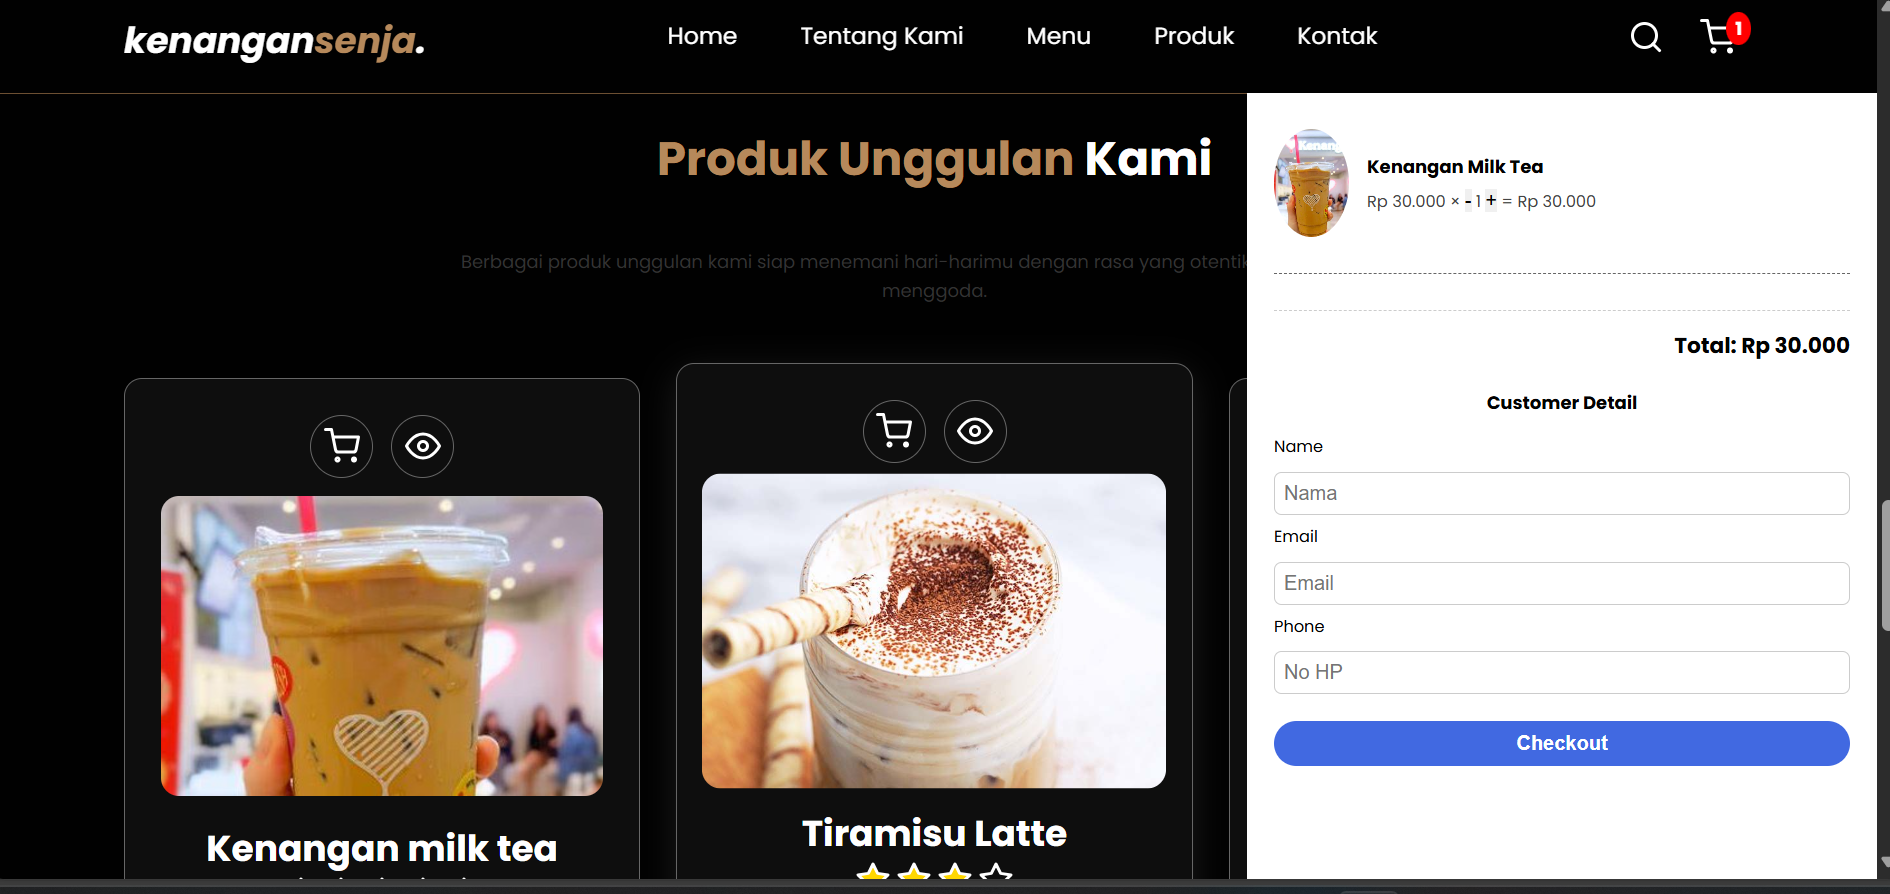 kenangansenja.
Home Tentang Kami Menu Produk Kontak
1
Produk Unggulan Kami
Berbagai produk unggulan kami siap menemani hari-harimu dengan rasa yang otentik
menggoda.
Kenangan milk tea
Tiramisu Latte
Kenangan Milk Tea
Rp 30.000 × - 1 + = Rp 30.000
Total: Rp 30.000
Customer Detail
Name
Nama
Email
Email
Phone
No HP
Checkout